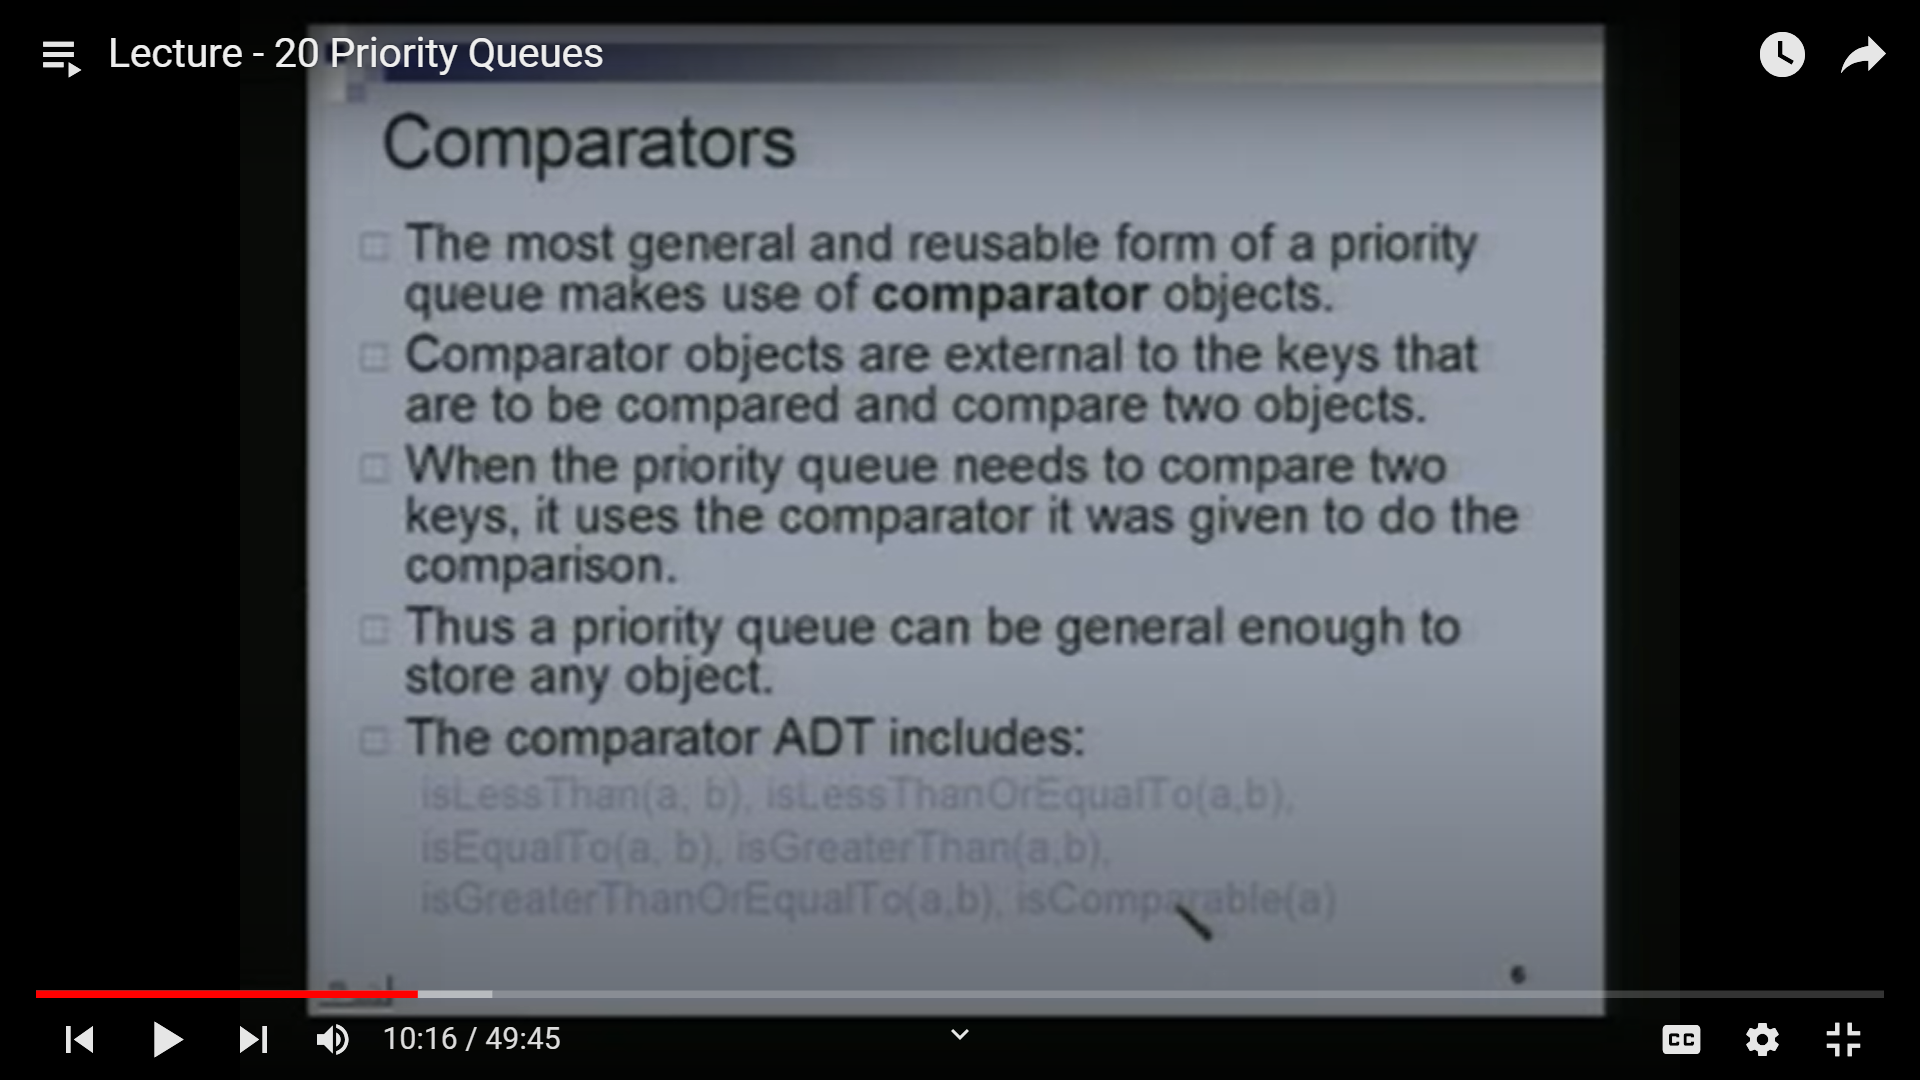 Lecture - 20 Priority Queues
Comparators
The most general and reusable form of a priority
queue makes use of comparator objects.
Comparator objects are external to the keys that
are to be compared and compare two objects.
When the priority queue needs to compare two
keys, it uses the comparator it was given to do the
comparison.
Thus a priority queue can be general enough to
store any object.
The comparator ADT includes:
isLessThan(a, b), isLessThanOrEqualTo(a,b),
isEqualTo(a, b), isGreaterThan(a,b),
isGreaterThanOrEqualTo(a,b), isComparable(a)
6
10:16 / 49:45
CC